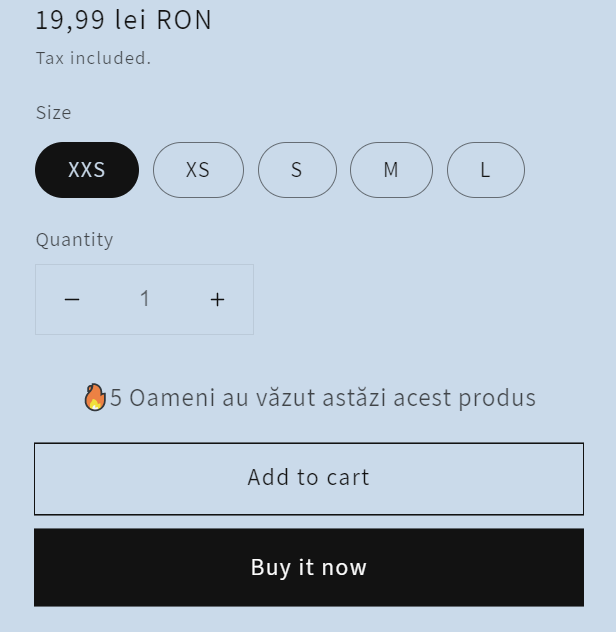 19,99 lei RON
Tax included.
Size
XXS XS S M L
Quantity
− 1 +
🔥5 Oameni au văzut astăzi acest produs
Add to cart
Buy it now